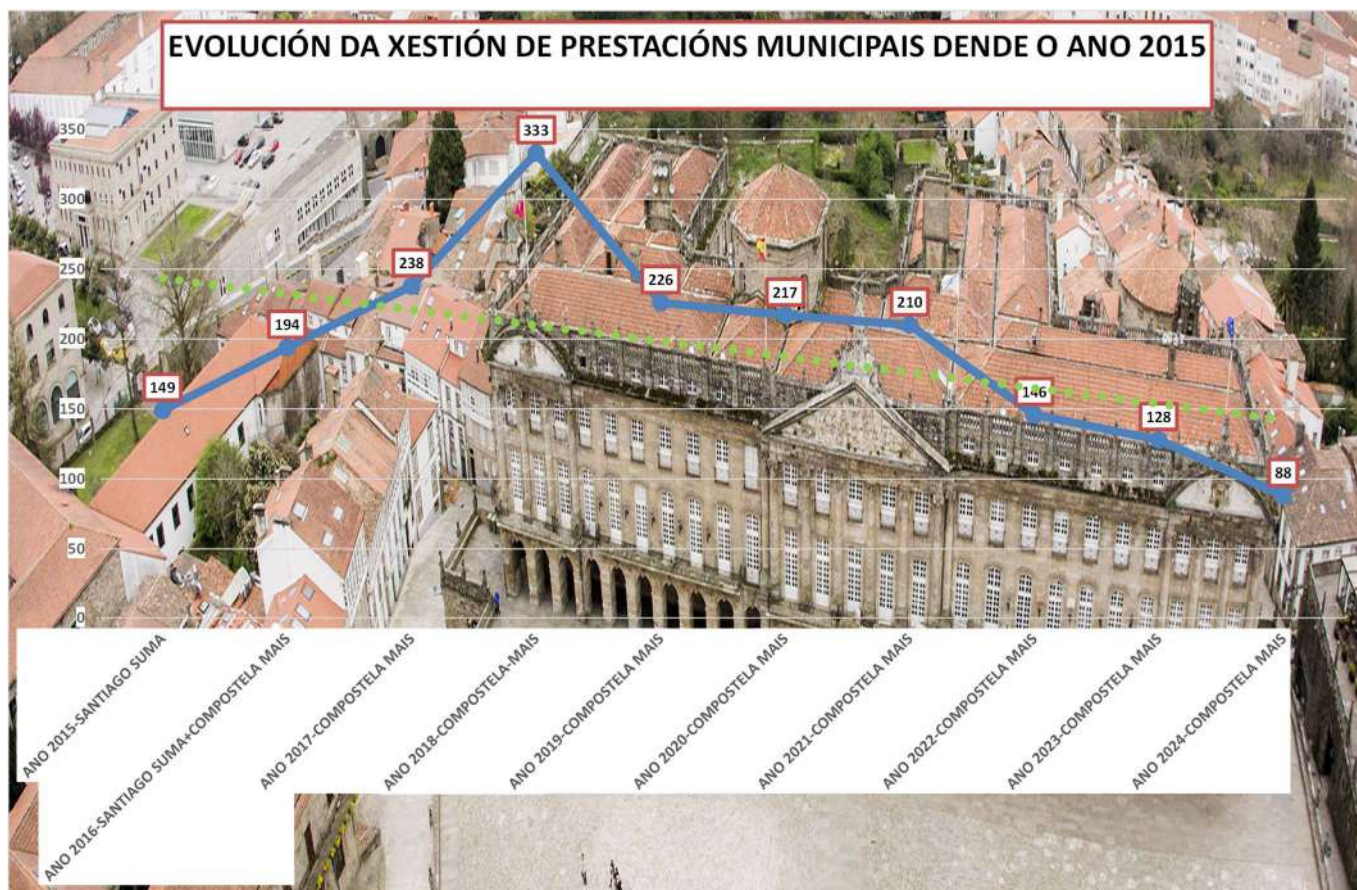 EVOLUCIÓN DA XESTIÓN DE PRESTACIÓNS MUNICIPAIS DENDE O ANO 2015
350
300
250
200
150
100
50
0
149
194
238
333
226
217
210
146
128
88
ANO 2015-SANTIAGO SUMA
ANO 2016-SANTIAGO SUMA+COMPOSTELA MAIS
ANO 2017-COMPOSTELA MAIS
ANO 2018-COMPOSTELA-MAIS
ANO 2019-COMPOSTELA MAIS
ANO 2020-COMPOSTELA MAIS
ANO 2021-COMPOSTELA MAIS
ANO 2022-COMPOSTELA MAIS
ANO 2023-COMPOSTELA MAIS
ANO 2024-COMPOSTELA MAIS